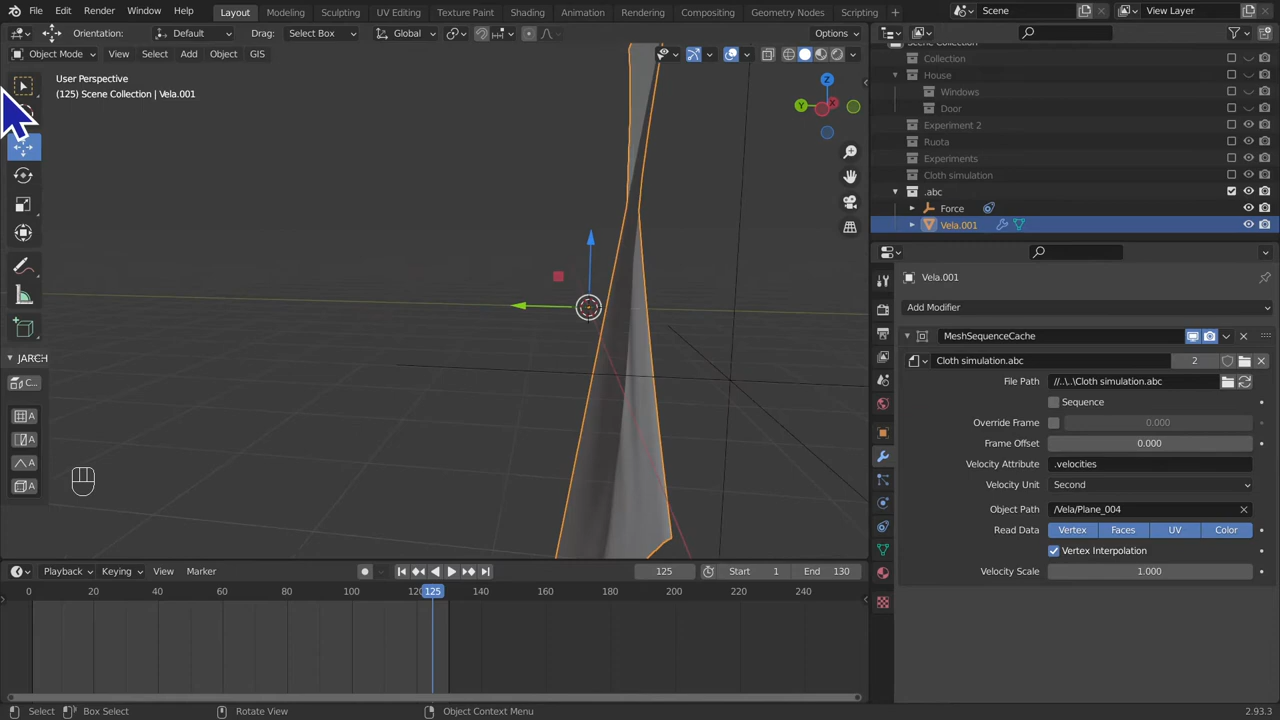 File Edit Render Window Help Layout Modeling Sculpting UV Editing Texture Paint Shading Animation Rendering Compositing Geometry Nodes Scripting Scene View Layer
Orientation: Default Drag: Select Box Global Options
Object Mode View Select Add Object GIS
User Perspective
(125) Scene Collection | Vela.001
Z
Y
X
JARCH
C...
A
A
A
A
Scene Collection
Collection
House
Windows
Door
Experiment 2
Ruota
Experiments
Cloth simulation
.abc
Force
Vela.001
Vela.001
Add Modifier
MeshSequenceCache
Cloth simulation.abc 2
File Path //..\..\Cloth simulation.abc
Sequence
Override Frame 0.000
Frame Offset 0.000
Velocity Attribute .velocities
Velocity Unit Second
Object Path /Vela/Plane_004
Read Data Vertex Faces UV Color
Vertex Interpolation
Velocity Scale 1.000
Playback Keying View Marker 125 Start 1 End 130
0 20 40 60 80 100 120 125 140 160 180 200 220 240
Select Box Select Rotate View Object Context Menu 2.93.3